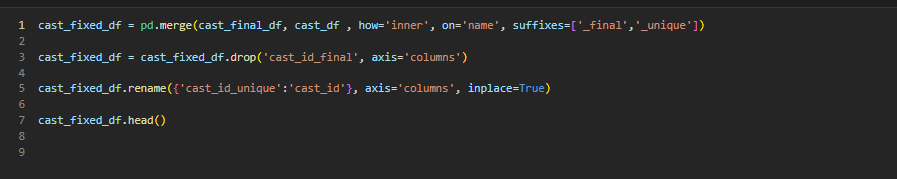 1 cast_fixed_df = pd.merge(cast_final_df, cast_df , how='inner', on='name', suffixes=['_final','_unique'])
2
3 cast_fixed_df = cast_fixed_df.drop('cast_id_final', axis='columns')
4
5 cast_fixed_df.rename({'cast_id_unique':'cast_id'}, axis='columns', inplace=True)
6
7 cast_fixed_df.head()
8
9